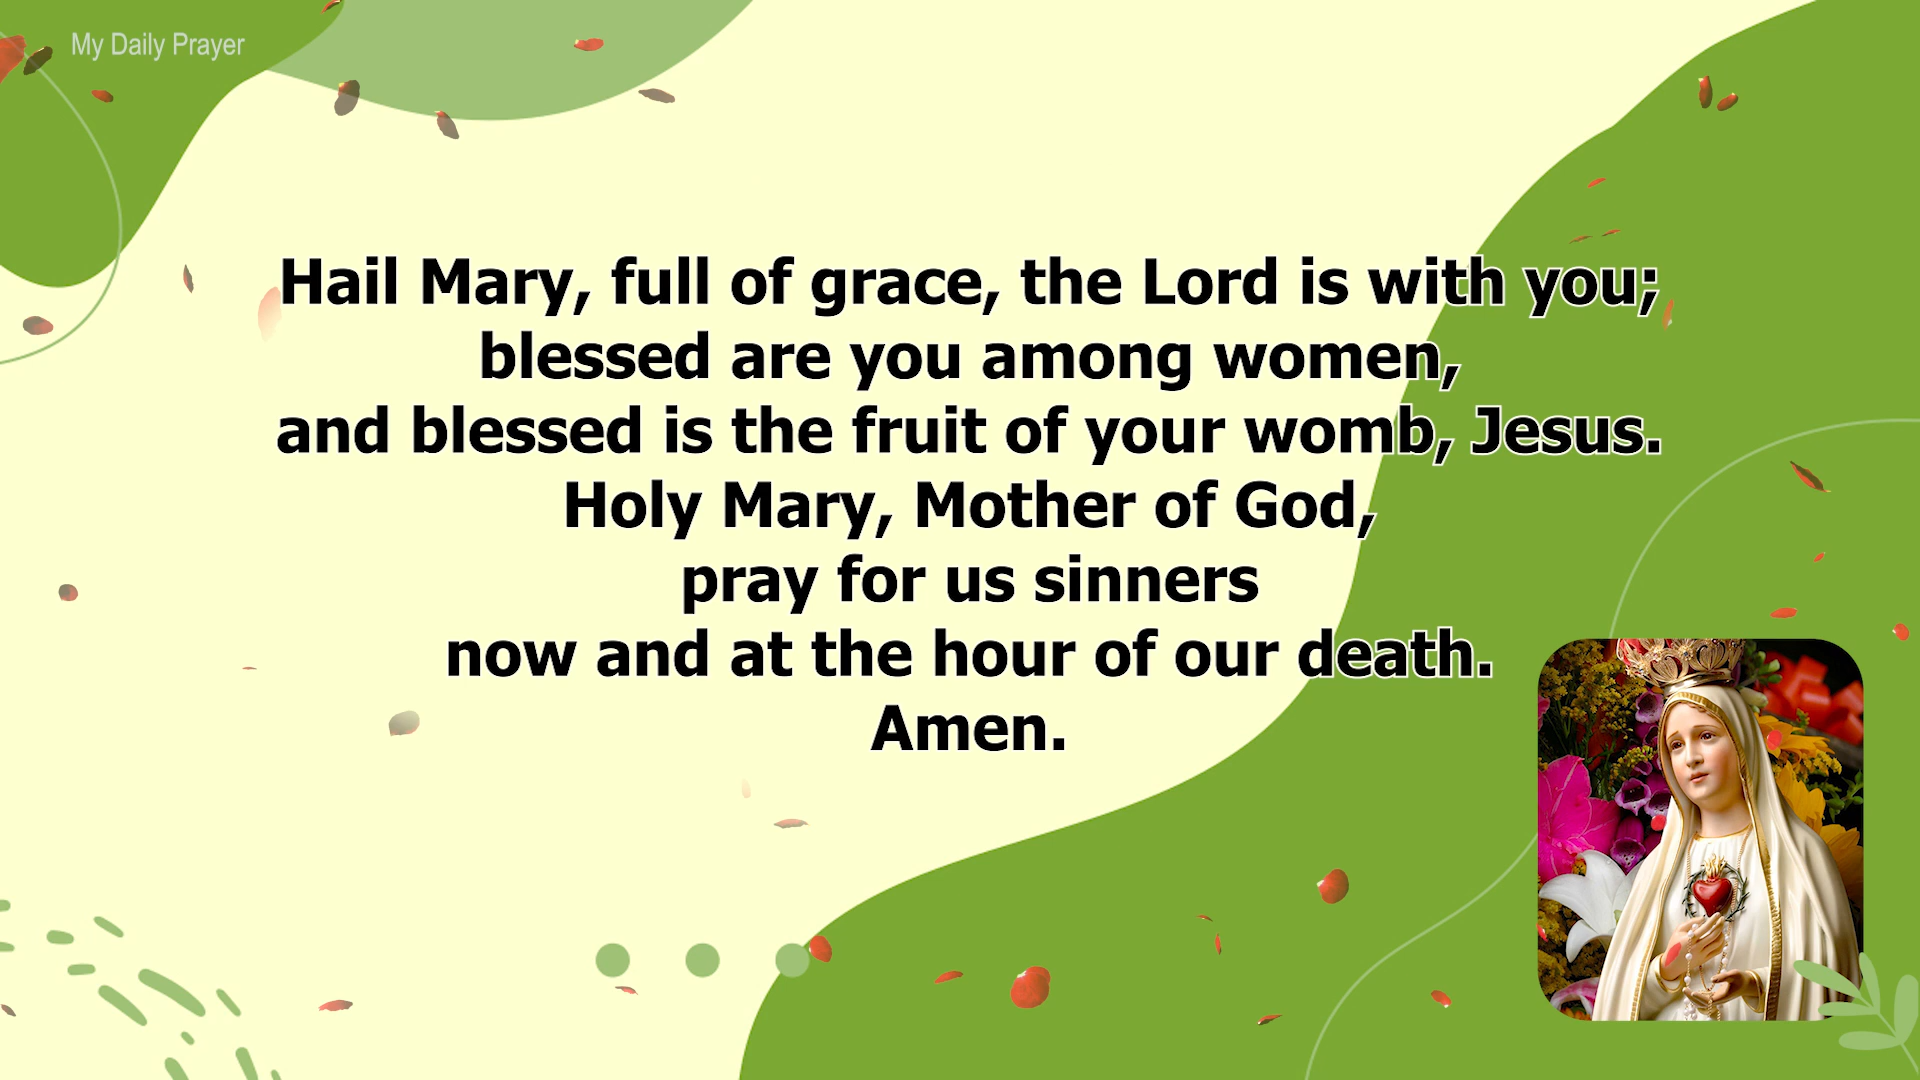 My Daily Prayer
Hail Mary, full of grace, the Lord is with you;
blessed are you among women,
and blessed is the fruit of your womb, Jesus.
Holy Mary, Mother of God,
pray for us sinners
now and at the hour of our death.
Amen.